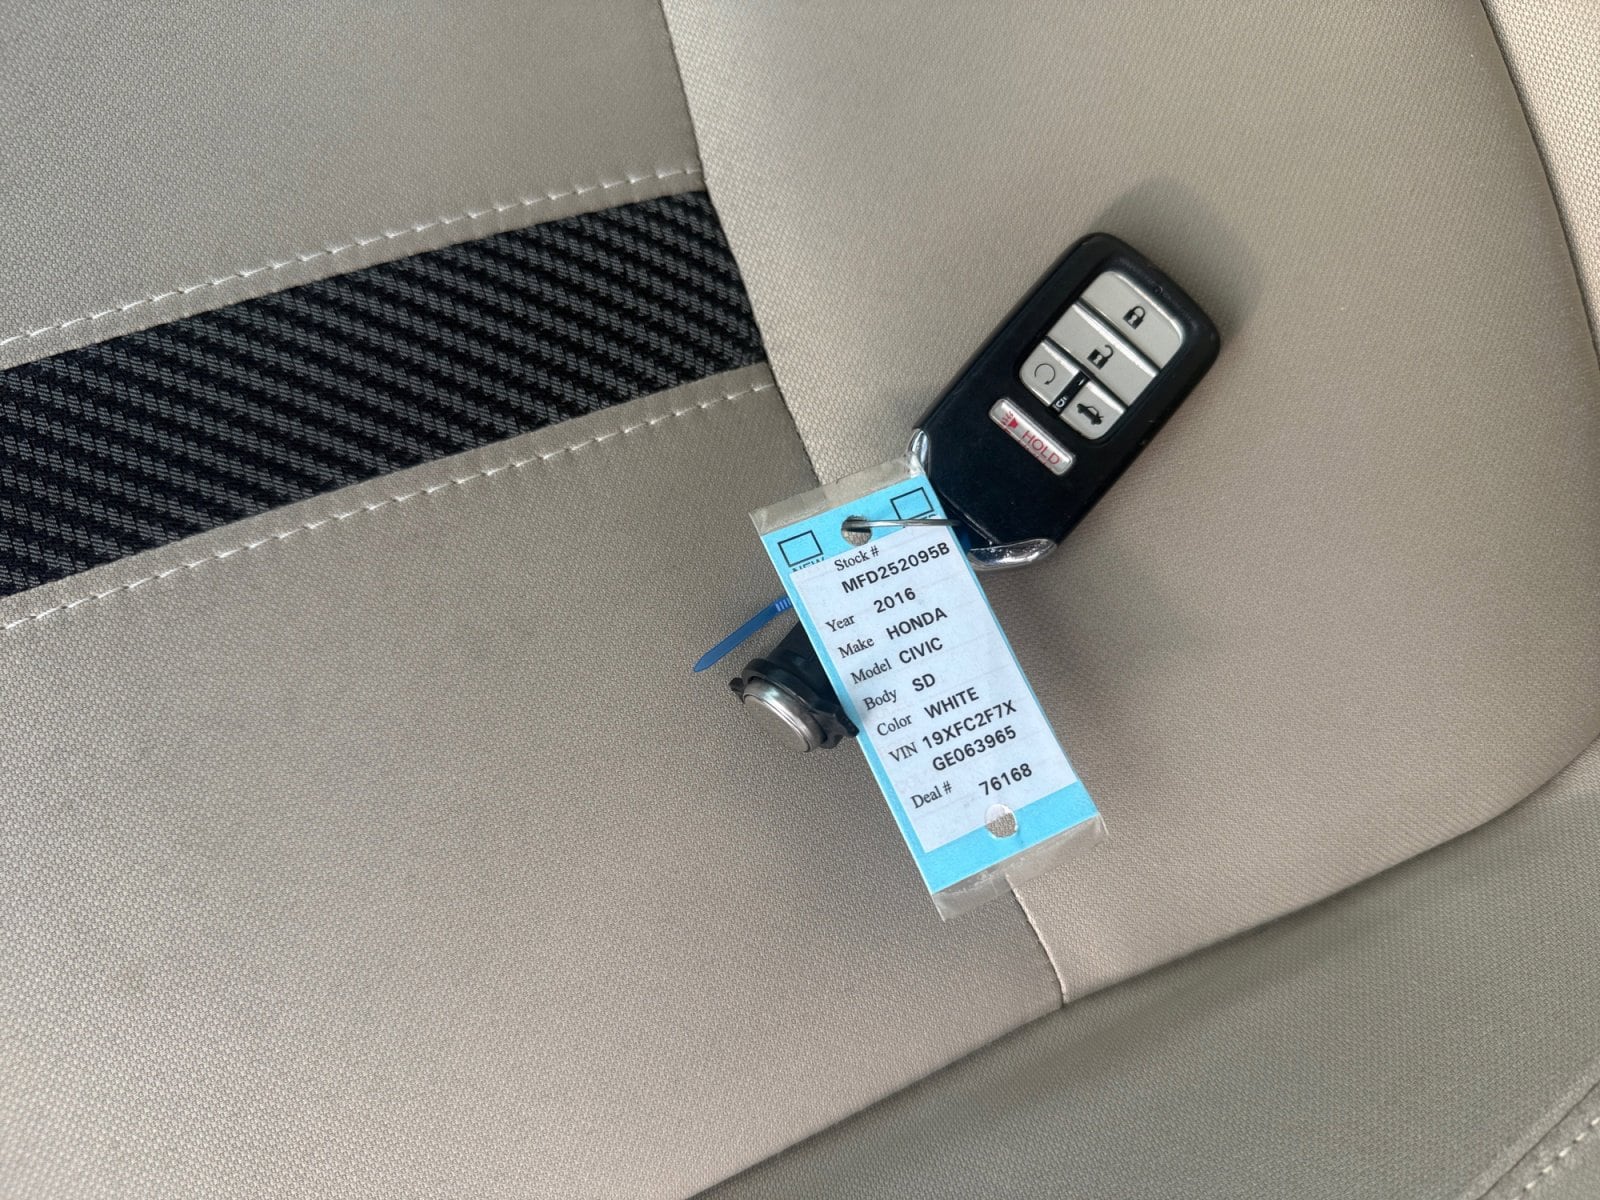 HOLD
Stock #
MFD252095B
Year 2016
Make HONDA
Model CIVIC
Body SD
Color WHITE
VIN 19XFC2F7X
GE063965
Deal # 76168